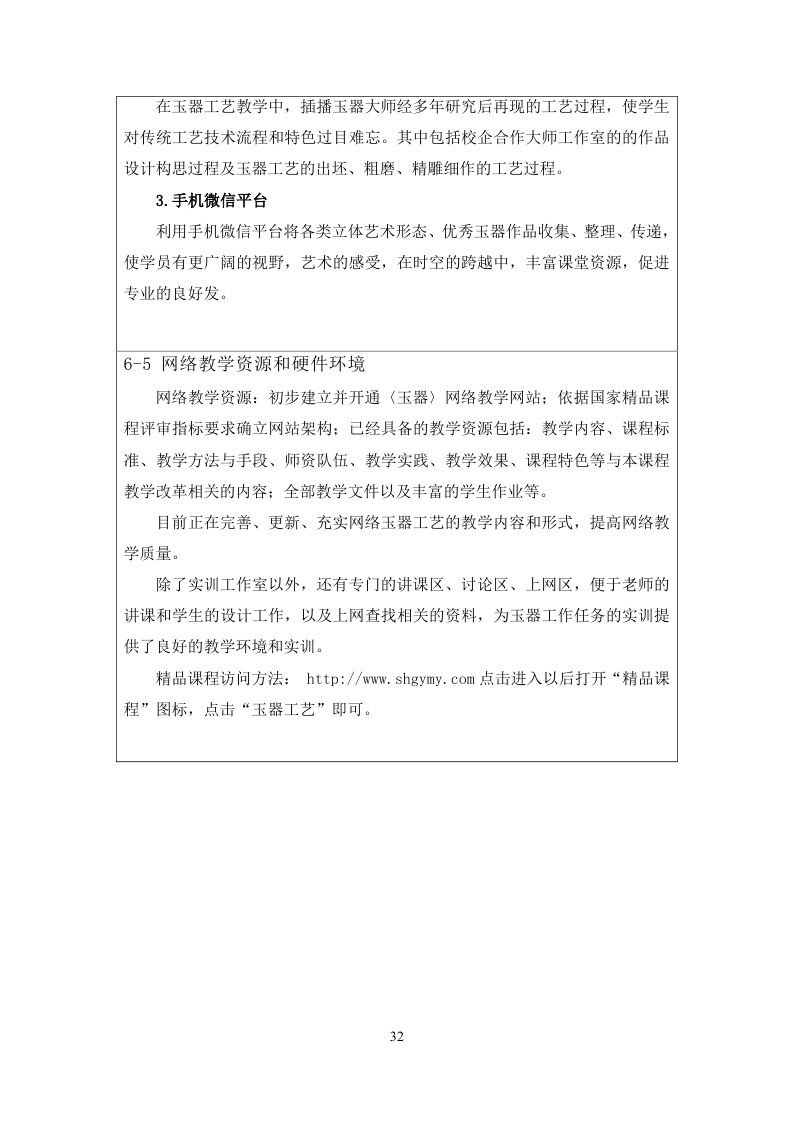 在玉器工艺教学中，插播玉器大师经多年研究后再现的工艺过程，使学生
对传统工艺技术流程和特色过目难忘。其中包括校企合作大师工作室的的作品
设计构思过程及玉器工艺的出坯、粗磨、精雕细作的工艺过程。
3.手机微信平台
利用手机微信平台将各类立体艺术形态、优秀玉器作品收集、整理、传递，
使学员有更广阔的视野，艺术的感受，在时空的跨越中，丰富课堂资源，促进
专业的良好发。
6-5 网络教学资源和硬件环境
网络教学资源：初步建立并开通〈玉器〉网络教学网站；依据国家精品课
程评审指标要求确立网站架构；已经具备的教学资源包括：教学内容、课程标
准、教学方法与手段、师资队伍、教学实践、教学效果、课程特色等与本课程
教学改革相关的内容；全部教学文件以及丰富的学生作业等。
目前正在完善、更新、充实网络玉器工艺的教学内容和形式，提高网络教
学质量。
除了实训工作室以外，还有专门的讲课区、讨论区、上网区，便于老师的
讲课和学生的设计工作，以及上网查找相关的资料，为玉器工作任务的实训提
供了良好的教学环境和实训。
精品课程访问方法： http://www.shgymy.com 点击进入以后打开“精品课
程”图标，点击“玉器工艺”即可。
32